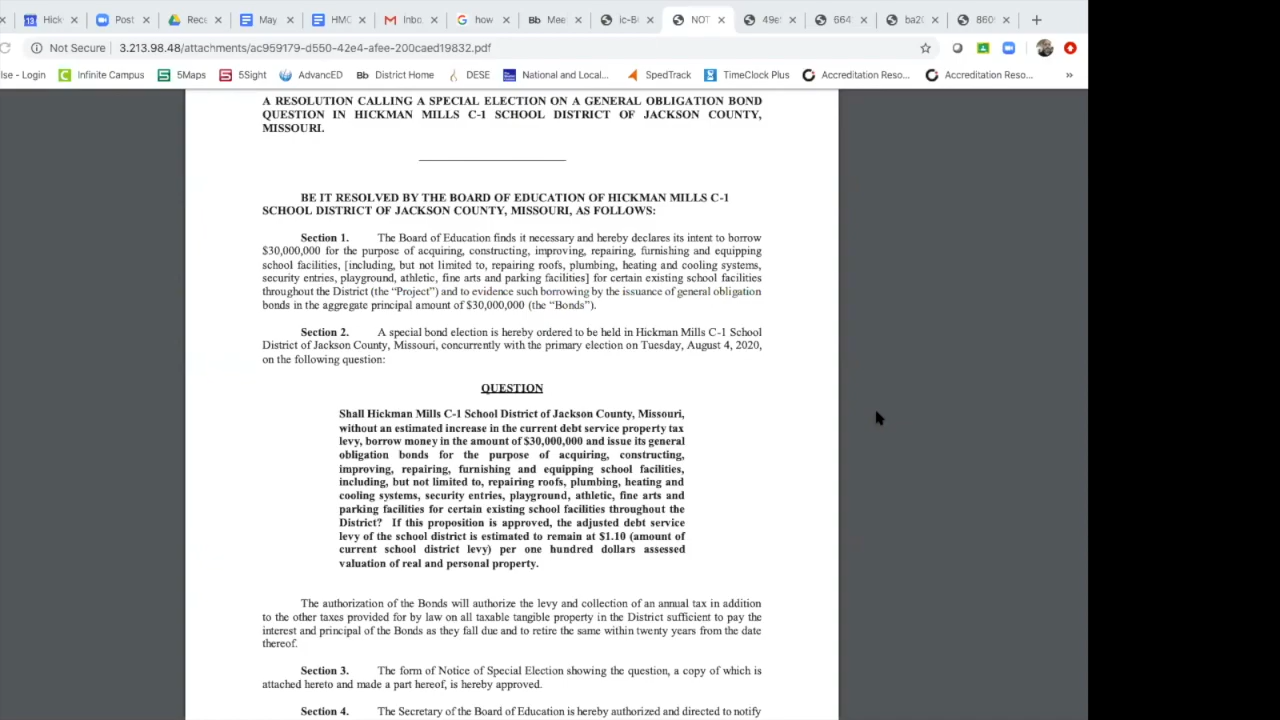 Hick
Post
Rece
May
HMC
Inbo
how
Bb Mee
ic-B
NOT
49e
664
ba2
860
Not Secure 3.213.98.48/attachments/ac959179-d550-42e4-afee-200caed19832.pdf
lse - Login Infinite Campus 5Maps 5Sight AdvancED Bb District Home DESE National and Local... SpedTrack TimeClock Plus Accreditation Reso... Accreditation Reso... »
A RESOLUTION CALLING A SPECIAL ELECTION ON A GENERAL OBLIGATION BOND
QUESTION IN HICKMAN MILLS C-1 SCHOOL DISTRICT OF JACKSON COUNTY,
MISSOURI.
BE IT RESOLVED BY THE BOARD OF EDUCATION OF HICKMAN MILLS C-1
SCHOOL DISTRICT OF JACKSON COUNTY, MISSOURI, AS FOLLOWS:
Section 1. The Board of Education finds it necessary and hereby declares its intent to borrow
$30,000,000 for the purpose of acquiring, constructing, improving, repairing, furnishing and equipping
school facilities, [including, but not limited to, repairing roofs, plumbing, heating and cooling systems,
security entries, playground, athletic, fine arts and parking facilities] for certain existing school facilities
throughout the District (the “Project”) and to evidence such borrowing by the issuance of general obligation
bonds in the aggregate principal amount of $30,000,000 (the “Bonds”).
Section 2. A special bond election is hereby ordered to be held in Hickman Mills C-1 School
District of Jackson County, Missouri, concurrently with the primary election on Tuesday, August 4, 2020,
on the following question:
QUESTION
Shall Hickman Mills C-1 School District of Jackson County, Missouri,
without an estimated increase in the current debt service property tax
levy, borrow money in the amount of $30,000,000 and issue its general
obligation bonds for the purpose of acquiring, constructing,
improving, repairing, furnishing and equipping school facilities,
including, but not limited to, repairing roofs, plumbing, heating and
cooling systems, security entries, playground, athletic, fine arts and
parking facilities for certain existing school facilities throughout the
District? If this proposition is approved, the adjusted debt service
levy of the school district is estimated to remain at $1.10 (amount of
current school district levy) per one hundred dollars assessed
valuation of real and personal property.
The authorization of the Bonds will authorize the levy and collection of an annual tax in addition
to the other taxes provided for by law on all taxable tangible property in the District sufficient to pay the
interest and principal of the Bonds as they fall due and to retire the same within twenty years from the date
thereof.
Section 3. The form of Notice of Special Election showing the question, a copy of which is
attached hereto and made a part hereof, is hereby approved.
Section 4. The Secretary of the Board of Education is hereby authorized and directed to notify